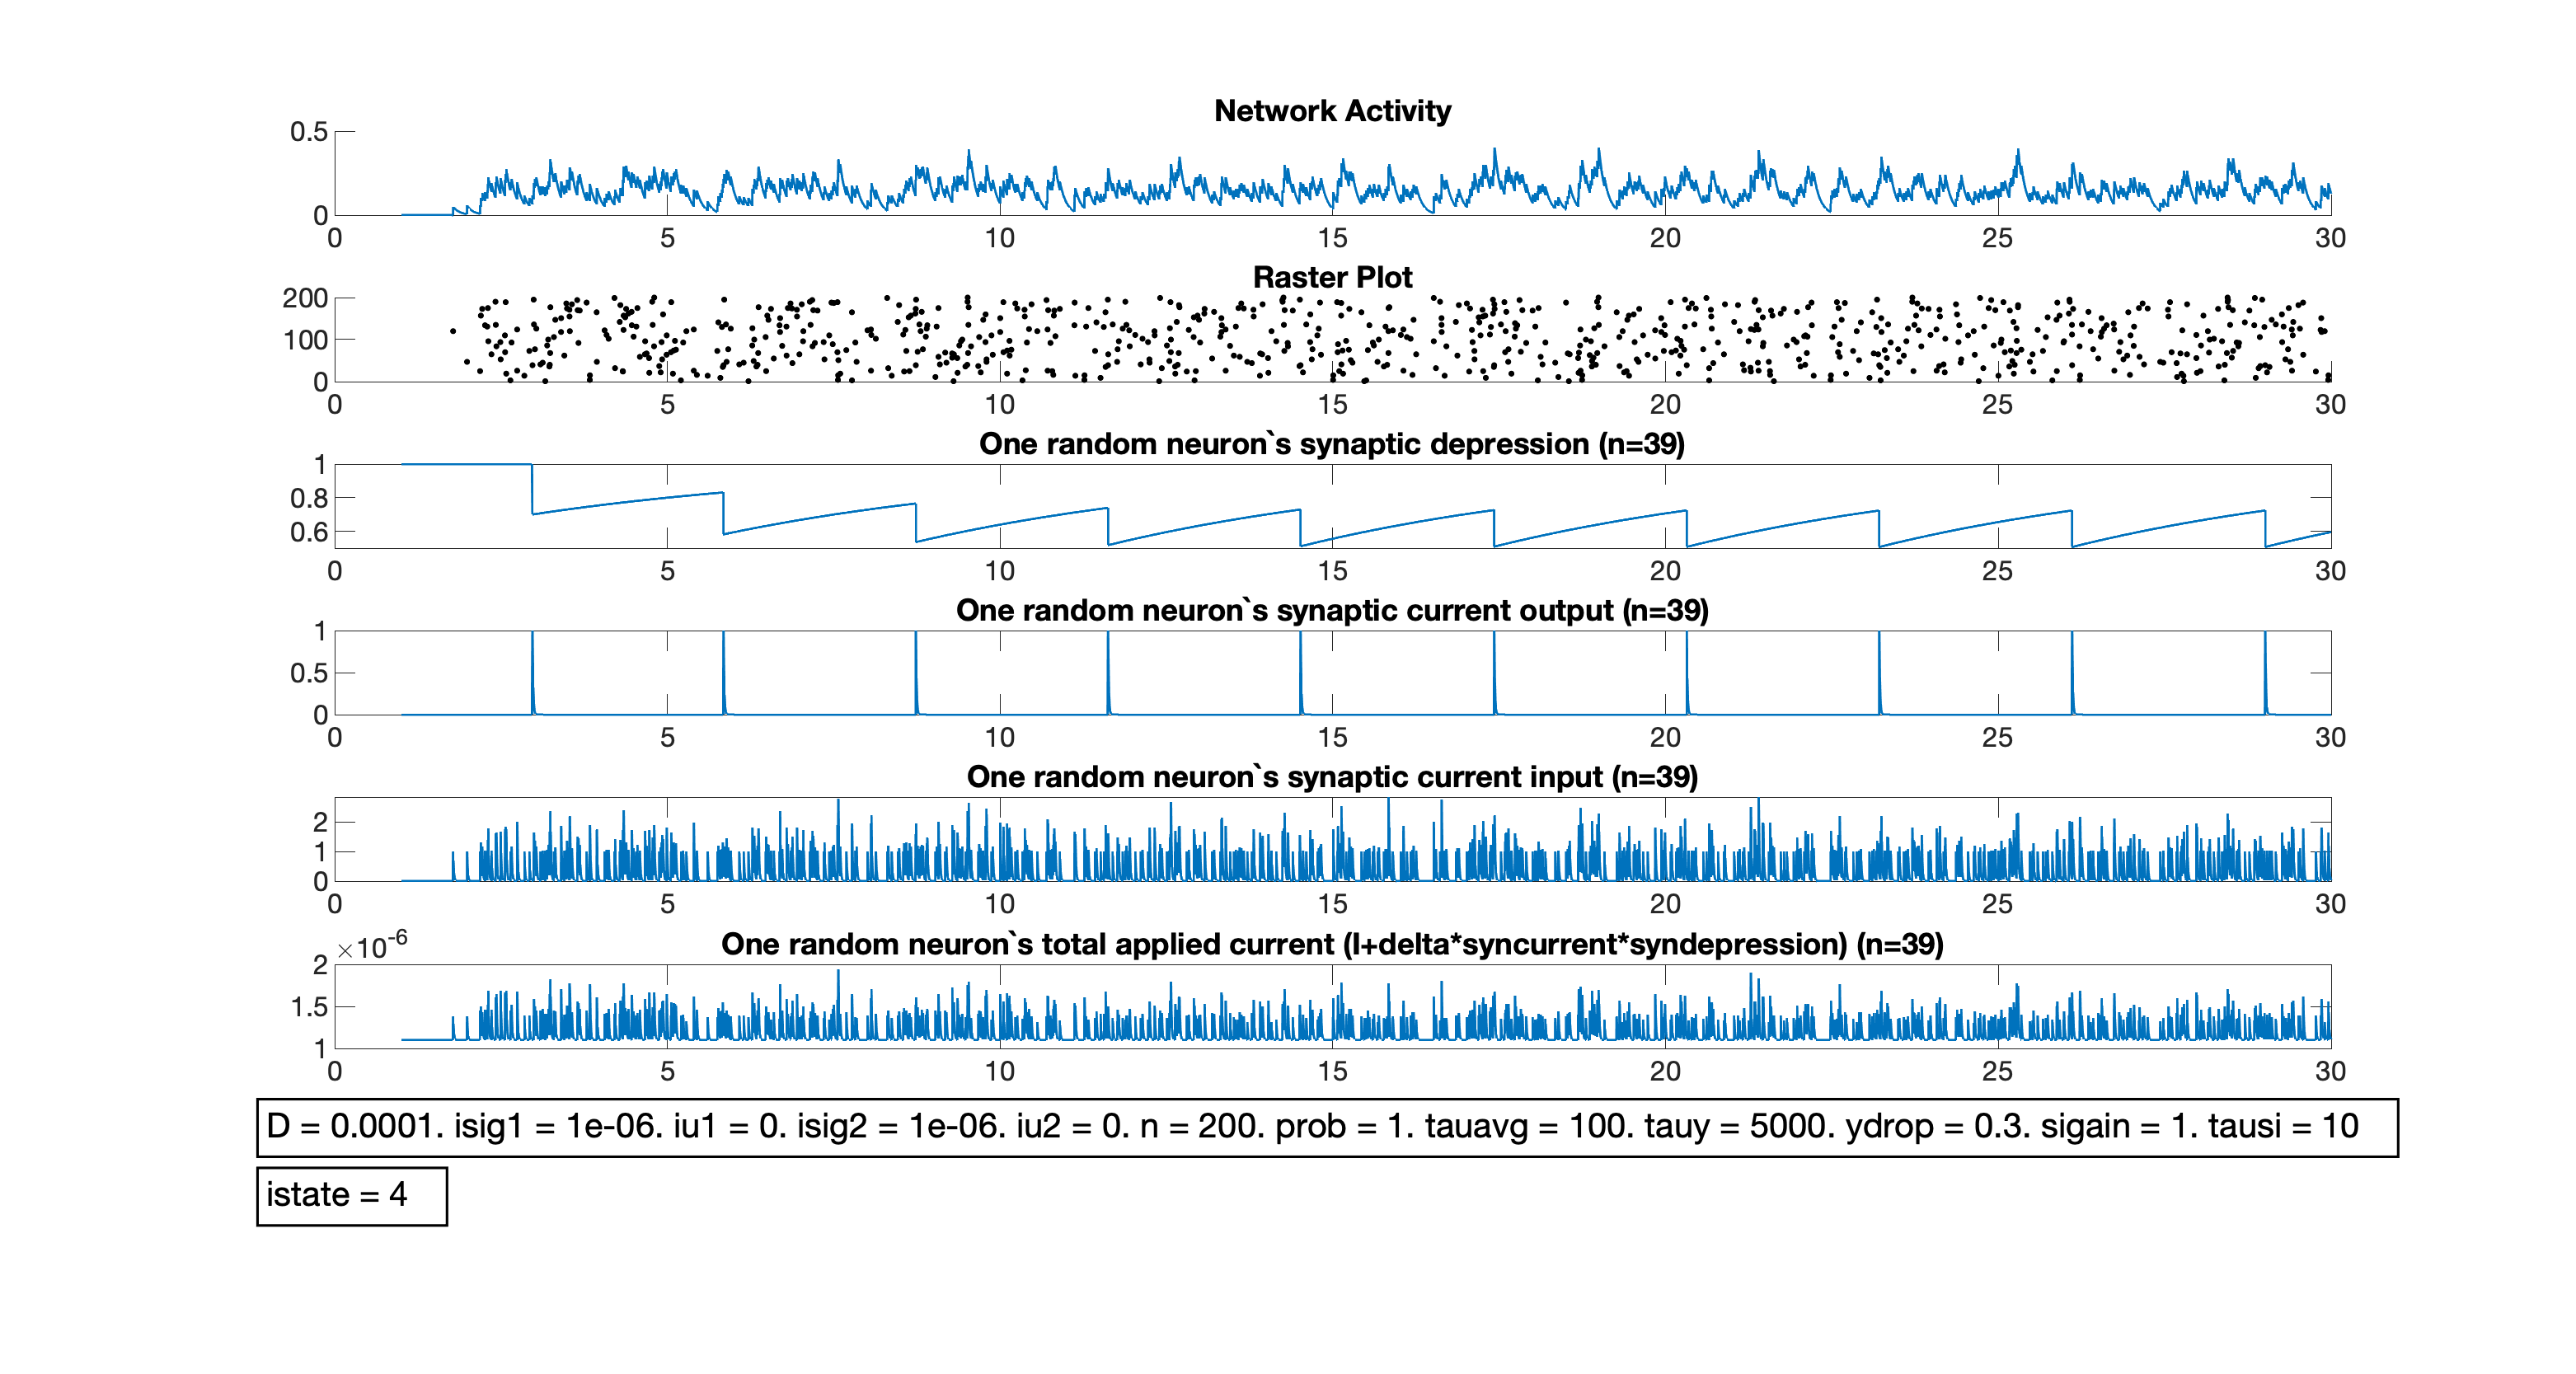 Network Activity
0.5
0
0 5 10 15 20 25 30
Raster Plot
200
100
0
0 5 10 15 20 25 30
One random neuron`s synaptic depression (n=39)
1
0.8
0.6
0 5 10 15 20 25 30
One random neuron`s synaptic current output (n=39)
1
0.5
0
0 5 10 15 20 25 30
One random neuron`s synaptic current input (n=39)
2
1
0
0 5 10 15 20 25 30
×10-6
One random neuron`s total applied current (I+delta*syncurrent*syndepression) (n=39)
2
1.5
1
0 5 10 15 20 25 30
D = 0.0001. isig1 = 1e-06. iu1 = 0. isig2 = 1e-06. iu2 = 0. n = 200. prob = 1. tauavg = 100. tauy = 5000. ydrop = 0.3. sigain = 1. tausi = 10
istate = 4